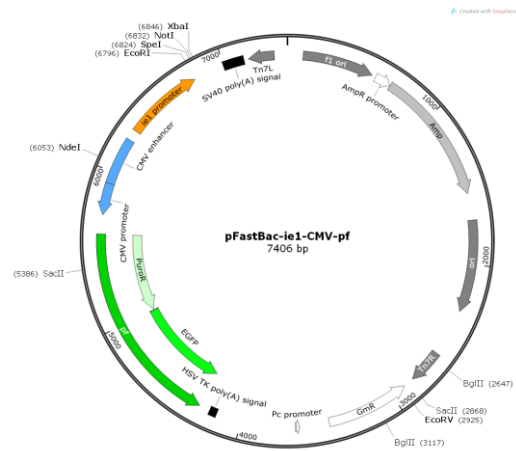 Created with SnapGene
(6846) XbaI
(6832) NotI
(6824) SpeI
(6796) EcoRI
7000
Tn7L
SV40 poly(A) signal
f1 ori
AmpR promoter
1000
Amp
ie1 promoter
CMV enhancer
(6053) NdeI
6000
CMV promoter
pFastBac-ie1-CMV-pf
7406 bp
ori
2000
(5386) SacII
PuroR
pf
5000
EGFP
HSV TK poly(A) signal
Tn7R
BglII (2647)
Pc promoter
GmR
SacII (2868)
3000
EcoRV (2925)
4000
BglII (3117)